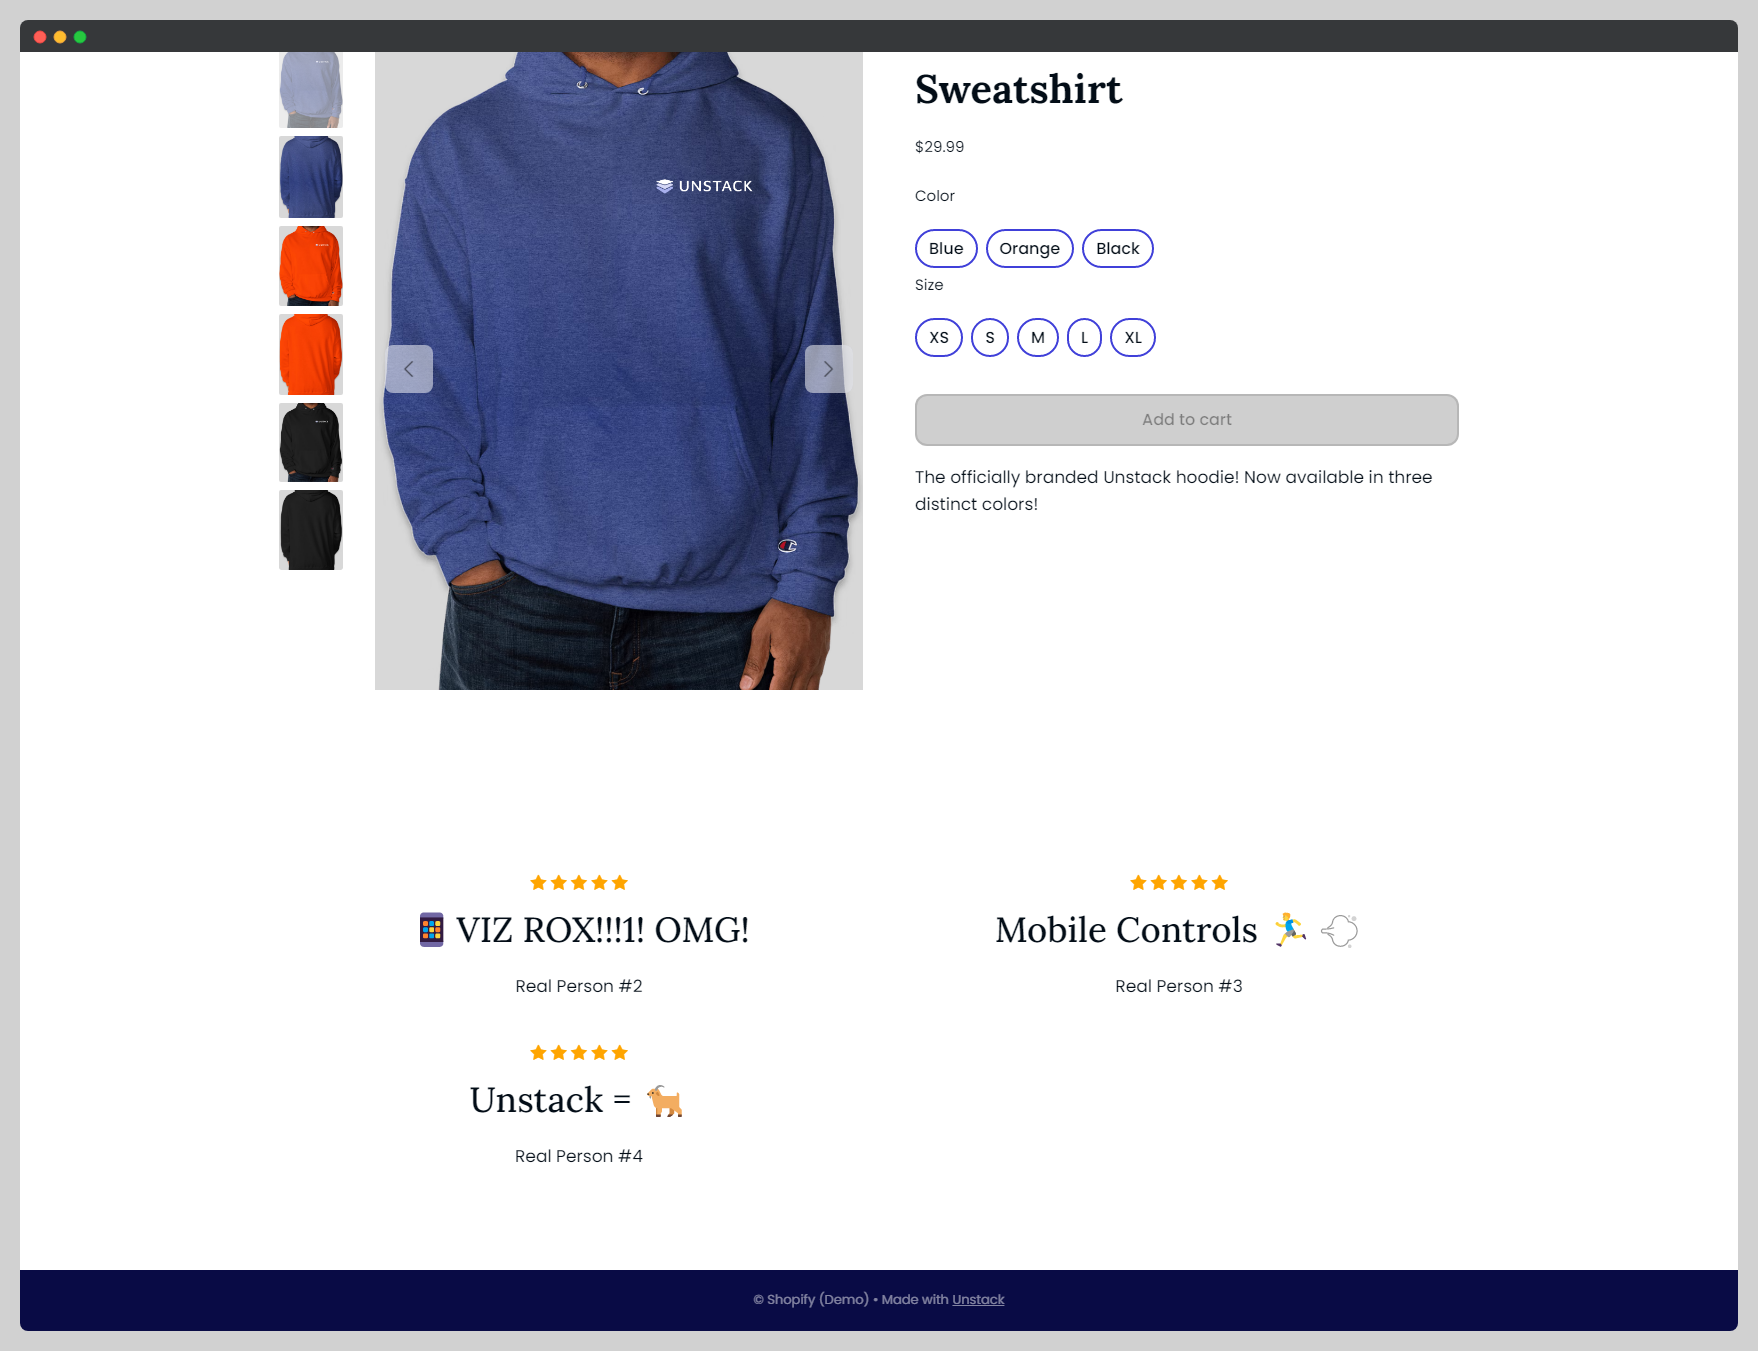 Sweatshirt
$29.99
Color
Blue Orange Black
Size
XS S M L XL
Add to cart
The officially branded Unstack hoodie! Now available in three
distinct colors!
UNSTACK
VIZ ROX!!!1! OMG!
Real Person #2
Mobile Controls 🏃💨
Real Person #3
Unstack = 🐐
Real Person #4
© Shopify (Demo) • Made with Unstack